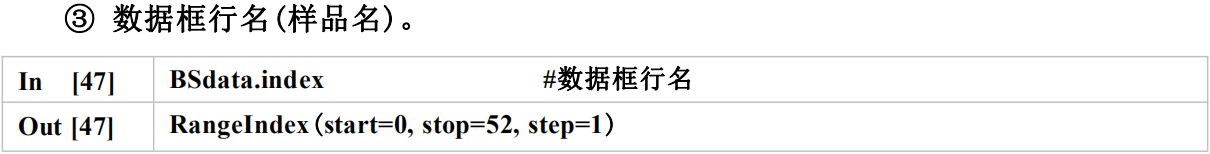 ③ 数据框行名(样品名)。
In [47] BSdata.index #数据框行名
Out [47] RangeIndex(start=0, stop=52, step=1)